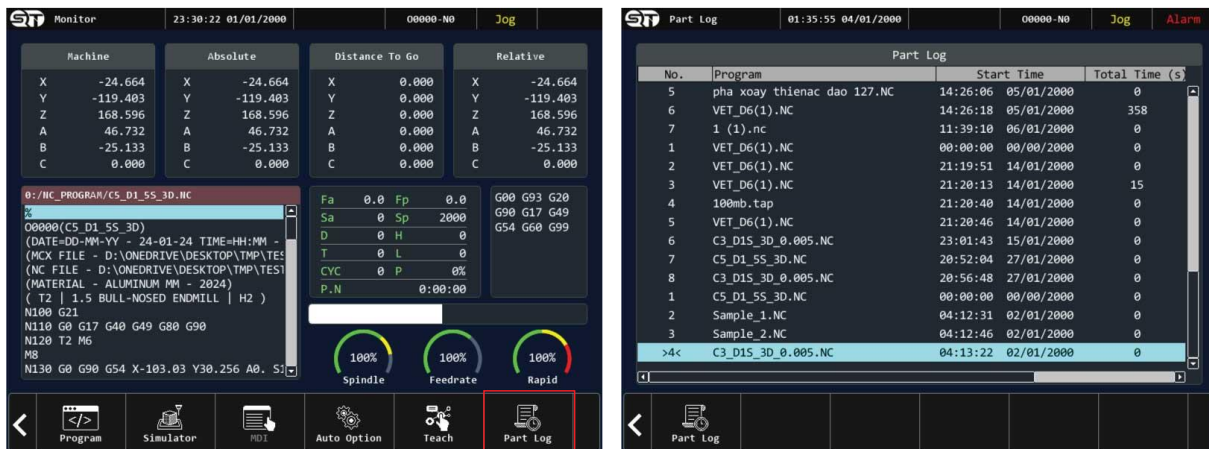 ST Monitor 23:30:22 01/01/2000 O0000-N0 Jog
Machine Absolute Distance To Go Relative
X -24.664 X -24.664 X 0.000 X -24.664
Y -119.403 Y -119.403 Y 0.000 Y -119.403
Z 168.596 Z 168.596 Z 0.000 Z 168.596
A 46.732 A 46.732 A 0.000 A 46.732
B -25.133 B -25.133 B 0.000 B -25.133
C 0.000 C 0.000 C 0.000 C 0.000
0:/NC_PROGRAM/C5_D1_5S_3D.NC
%
O0000(C5_D1_5S_3D)
(DATE=DD-MM-YY - 24-01-24 TIME=HH:MM -
(MCX FILE - D:\ONEDRIVE\DESKTOP\TMP\TES
(NC FILE - D:\ONEDRIVE\DESKTOP\TMP\TEST
(MATERIAL - ALUMINUM MM - 2024)
( T2 | 1.5 BULL-NOSED ENDMILL | H2 )
N100 G21
N110 G0 G17 G40 G49 G80 G90
N120 T2 M6
M8
N130 G0 G90 G54 X-103.03 Y30.256 A0. S1
Fa 0.0 Fp 0.0
Sa 0 Sp 2000
D 0 H 0
T 0 L 0
CYC 0 P 0%
P.N 0:00:00
G00 G93 G20
G90 G17 G49
G54 G60 G99
100% 100% 100%
Spindle Feedrate Rapid
</> Program Simulator MDI Auto Option Teach Part Log
ST Part Log 01:35:55 04/01/2000 O0000-N0 Jog Alarm
Part Log
No. Program Start Time Total Time (s)
5 pha xoay thienac dao 127.NC 14:26:06 05/01/2000 0
6 VET_D6(1).NC 14:26:18 05/01/2000 358
7 1 (1).nc 11:39:10 06/01/2000 0
1 VET_D6(1).NC 00:00:00 00/00/2000 0
2 VET_D6(1).NC 21:19:51 14/01/2000 0
3 VET_D6(1).NC 21:20:13 14/01/2000 15
4 100mb.tap 21:20:40 14/01/2000 0
5 VET_D6(1).NC 21:20:46 14/01/2000 0
6 C3_D1S_3D_0.005.NC 23:01:43 15/01/2000 0
7 C5_D1_5S_3D.NC 20:52:04 27/01/2000 0
8 C3_D1S_3D_0.005.NC 20:56:48 27/01/2000 0
1 C5_D1_5S_3D.NC 00:00:00 00/00/2000 0
2 Sample_1.NC 04:12:31 02/01/2000 0
3 Sample_2.NC 04:12:46 02/01/2000 0
>4< C3_D1S_3D_0.005.NC 04:13:22 02/01/2000 0
Part Log